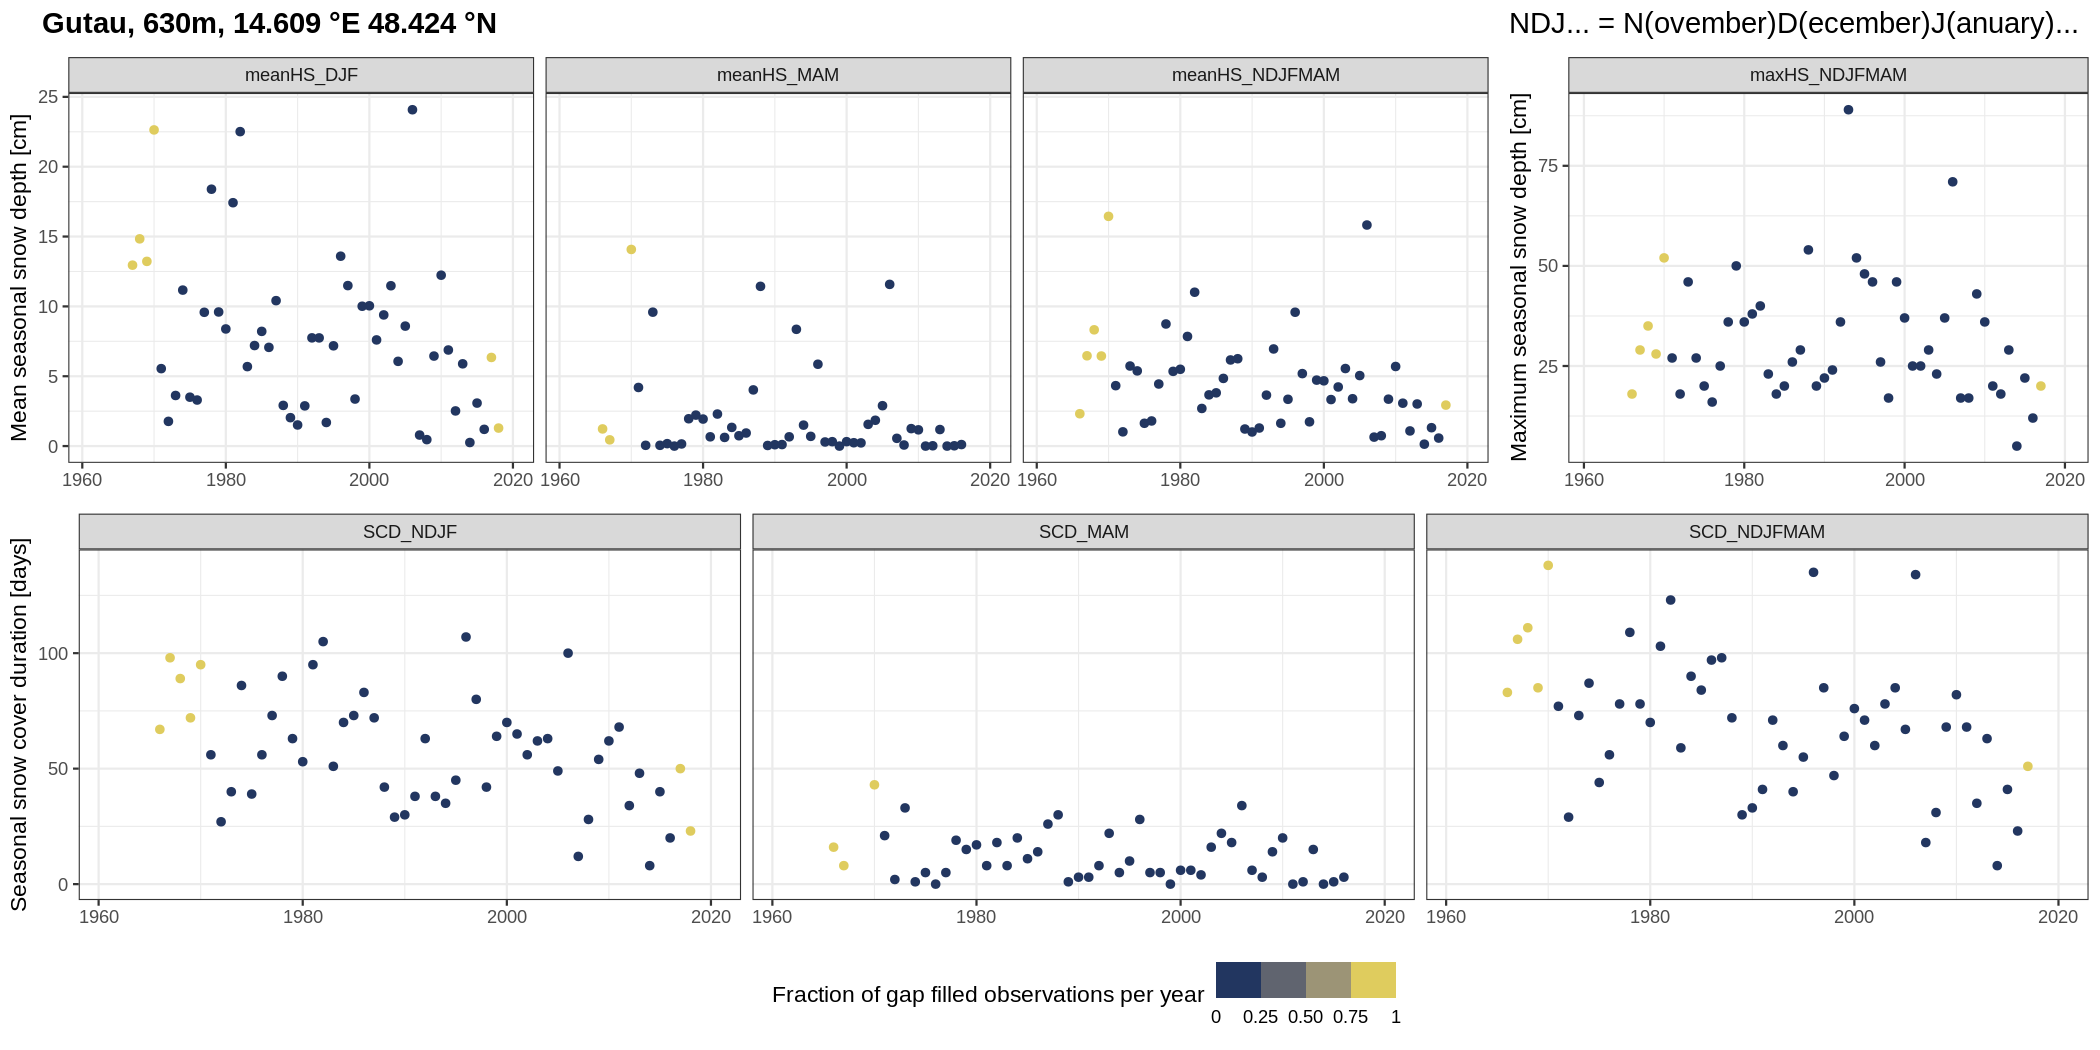 Gutau, 630m, 14.609 °E 48.424 °N
NDJ... = N(ovember)D(ecember)J(anuary)...
meanHS_DJF
meanHS_MAM
meanHS_NDJFMAM
maxHS_NDJFMAM
Mean seasonal snow depth [cm]
25
20
15
10
5
0
1960 1980 2000 2020
1960 1980 2000 2020
1960 1980 2000 2020
Maximum seasonal snow depth [cm]
75
50
25
1960 1980 2000 2020
SCD_NDJF
SCD_MAM
SCD_NDJFMAM
Seasonal snow cover duration [days]
100
50
0
1960 1980 2000 2020
1960 1980 2000 2020
1960 1980 2000 2020
Fraction of gap filled observations per year
0 0.25 0.50 0.75 1